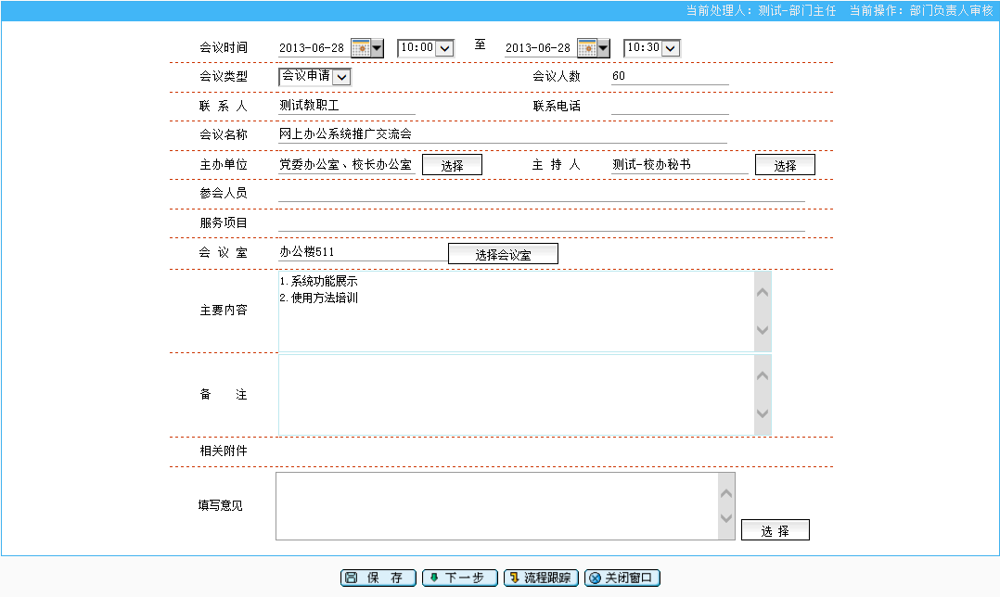 当前处理人：测试-部门主任 当前操作：部门负责人审核
会议时间 2013-06-28 10:00 至 2013-06-28 10:30
会议类型 会议申请 会议人数 60
联 系 人 测试教职工 联系电话
会议名称 网上办公系统推广交流会
主办单位 党委办公室、校长办公室 选择 主 持 人 测试-校办秘书 选择
参会人员
服务项目
会 议 室 办公楼511 选择会议室
主要内容 1.系统功能展示
2.使用方法培训
备 注
相关附件
填写意见
选 择
保 存 下一步 流程跟踪 关闭窗口